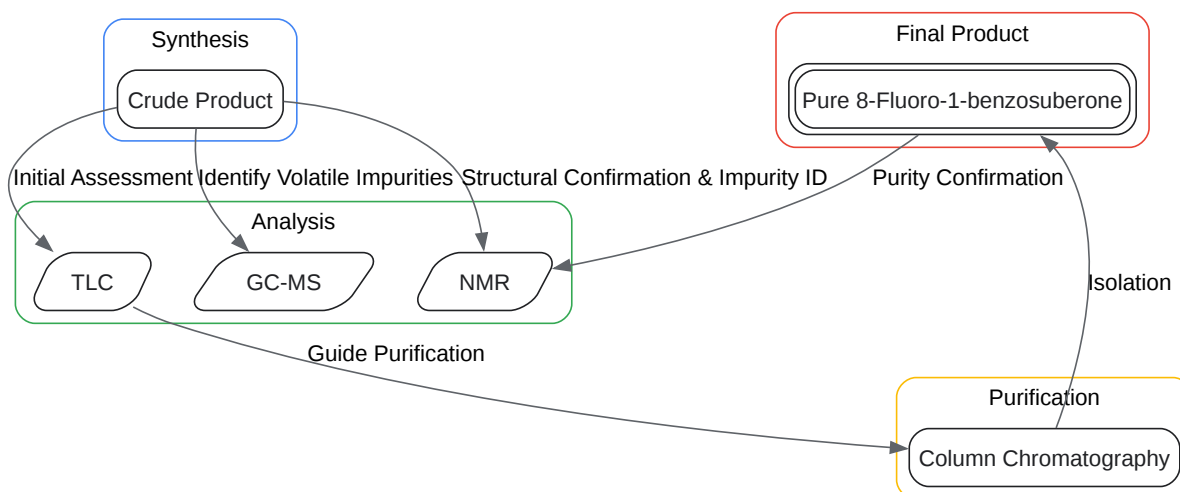 Synthesis
Final Product
Crude Product
Pure 8-Fluoro-1-benzosuberone
Initial Assessment
Identify Volatile Impurities
Structural Confirmation & Impurity ID
Purity Confirmation
Analysis
TLC
GC-MS
NMR
Isolation
Guide Purification
Purification
Column Chromatography